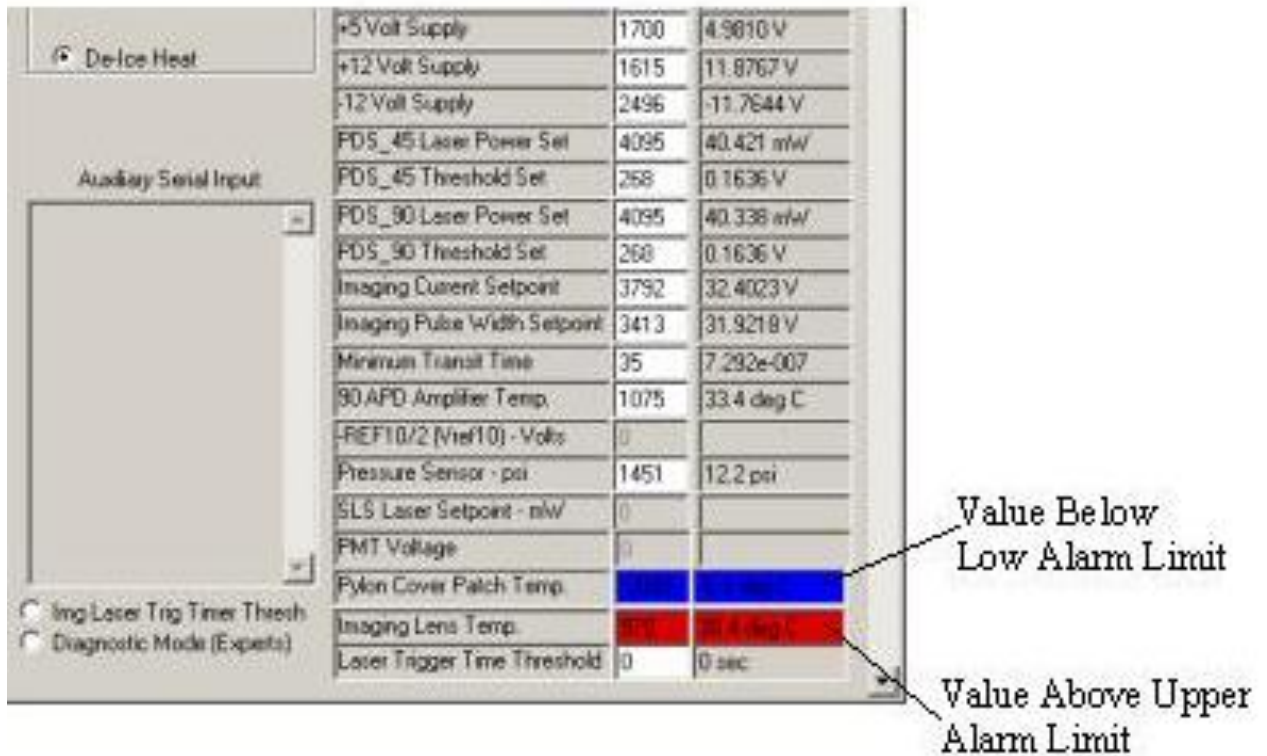 De-Ice Heat
Auxiliary Serial Input
Img Laser Trig Timer Thresh
Diagnostic Mode (Experts)
+5 Volt Supply 1700 4.9810 V
+12 Volt Supply 1615 11.8767 V
-12 Volt Supply 2496 -11.7644 V
PDS_45 Laser Power Set 4095 40.421 mW
PDS_45 Threshold Set 268 0.1636 V
PDS_90 Laser Power Set 4095 40.338 mW
PDS_90 Threshold Set 268 0.1636 V
Imaging Current Setpoint 3792 32.4023 V
Imaging Pulse Width Setpoint 3413 31.9218 V
Minimum Transit Time 35 7.292e-007
90 APD Amplifier Temp. 1075 33.4 deg C
-REF10/2 (Vref10) - Volts 0
Pressure Sensor - psi 1451 12.2 psi
SLS Laser Setpoint - mW 0
PMT Voltage 0
Pylon Cover Patch Temp.
Imaging Lens Temp. deg C
Laser Trigger Time Threshold 0 0 sec
Value Below
Low Alarm Limit
Value Above Upper
Alarm Limit